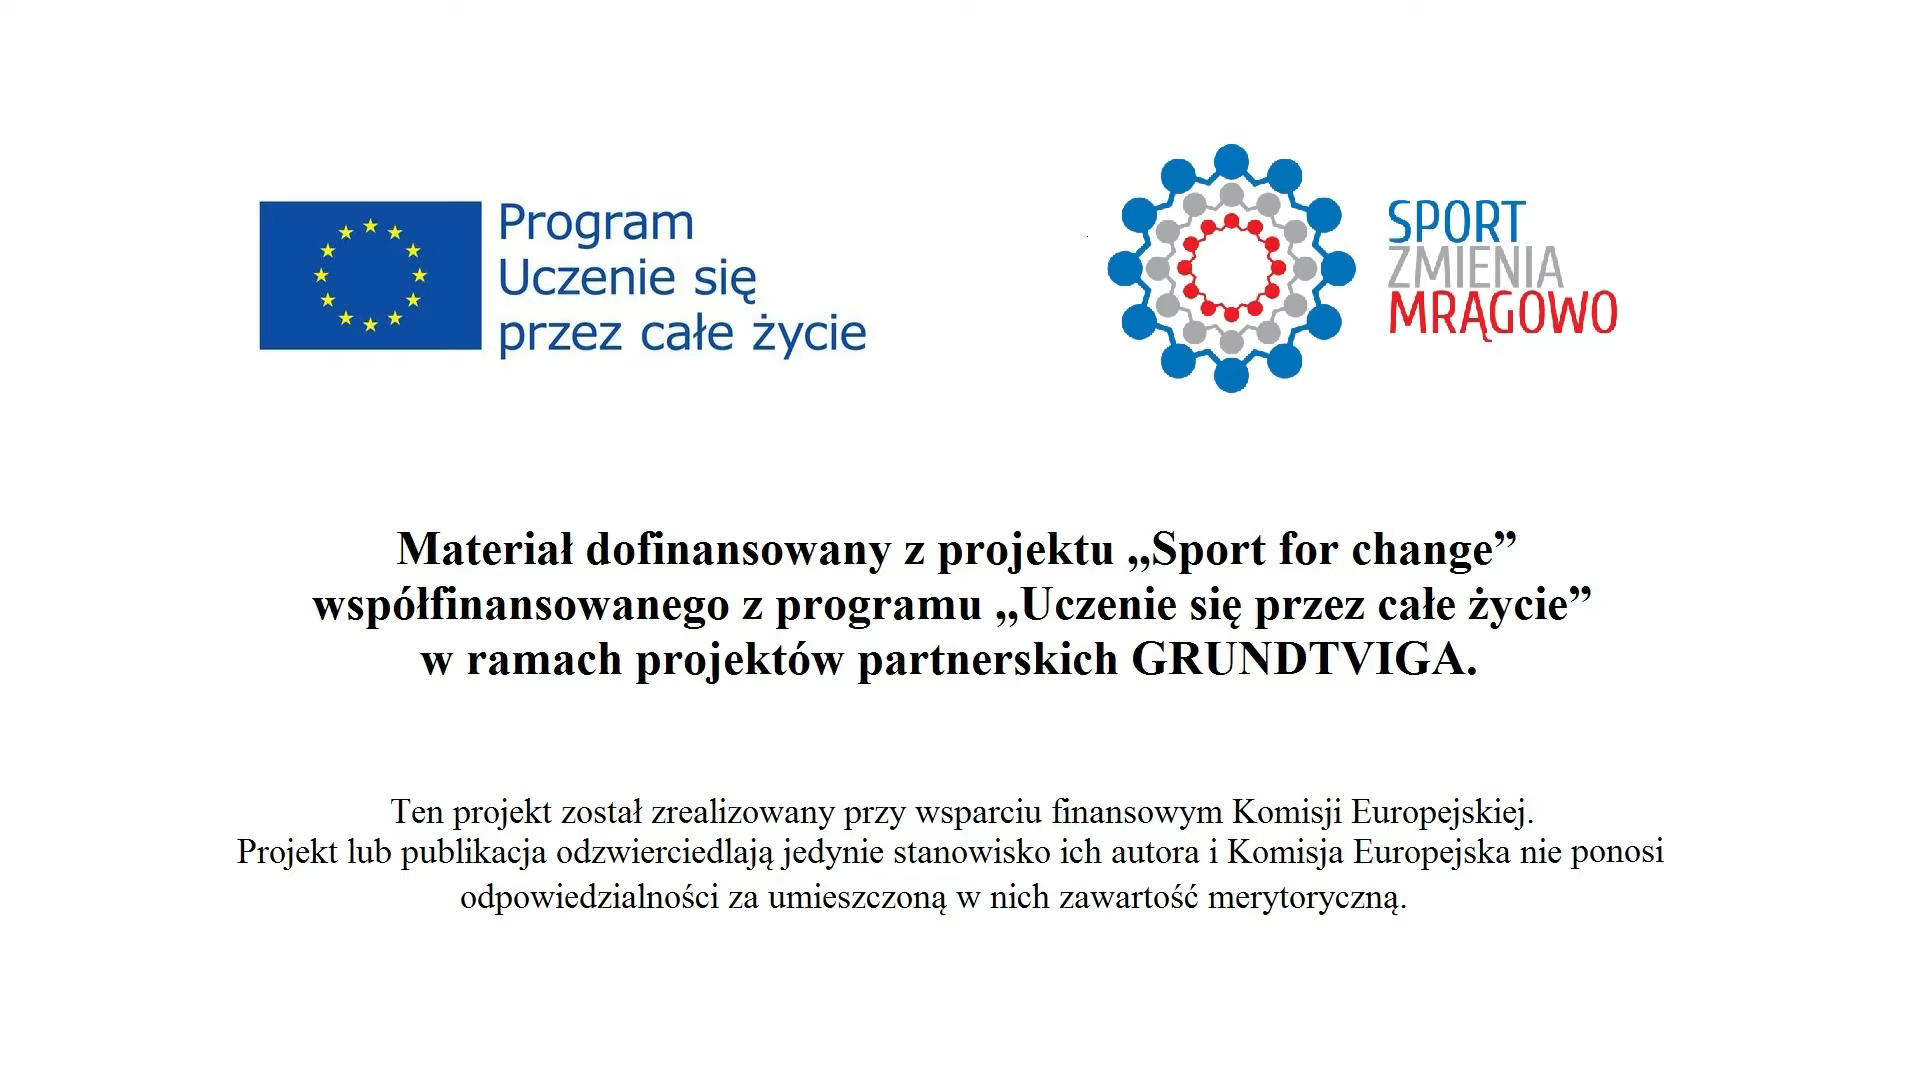 Program
Uczenie się
przez całe życie
SPORT
ZMIENIA
MRĄGOWO
Materiał dofinansowany z projektu „Sport for change”
współfinansowanego z programu „Uczenie się przez całe życie”
w ramach projektów partnerskich GRUNDTVIGA.
Ten projekt został zrealizowany przy wsparciu finansowym Komisji Europejskiej.
Projekt lub publikacja odzwierciedlają jedynie stanowisko ich autora i Komisja Europejska nie ponosi
odpowiedzialności za umieszczoną w nich zawartość merytoryczną.